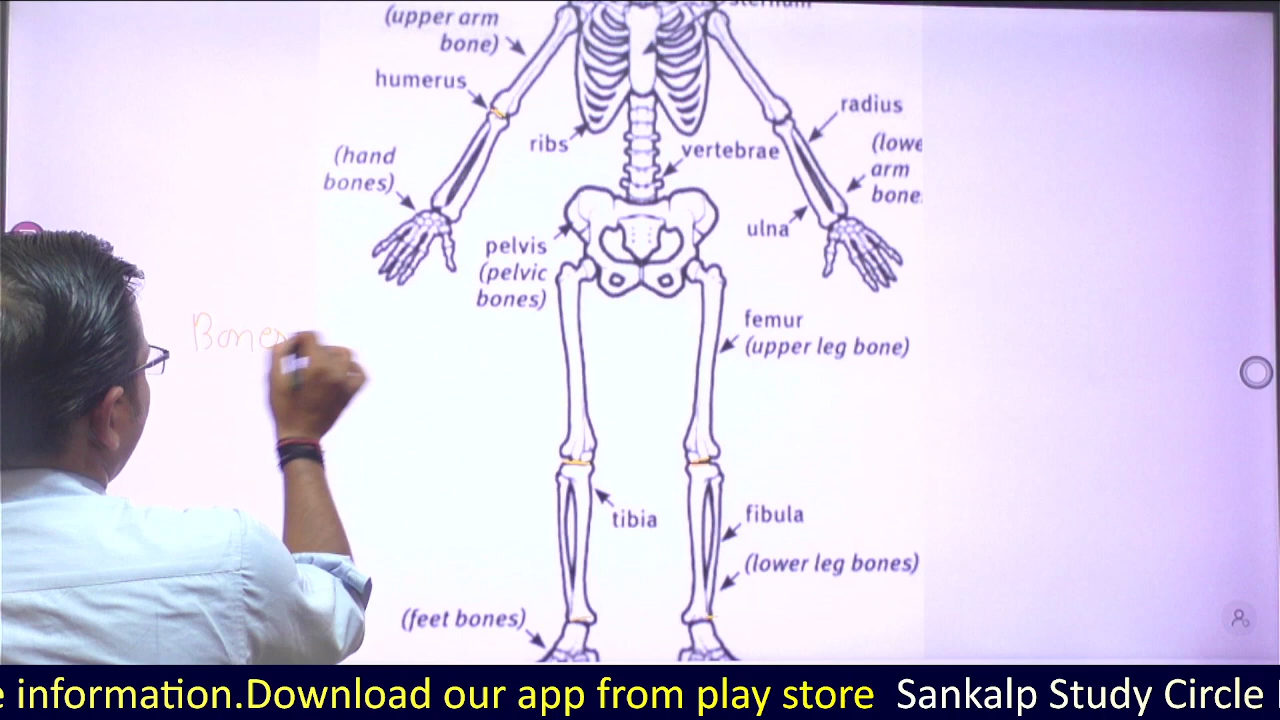 sternum
(upper arm
bone)
humerus
radius
ribs
vertebrae
(lowe
arm
bone
(hand
bones)
ulna
pelvis
(pelvic
bones)
Bones
femur
(upper leg bone)
tibia
fibula
(lower leg bones)
(feet bones)
e information.Download our app from play store Sankalp Study Circle